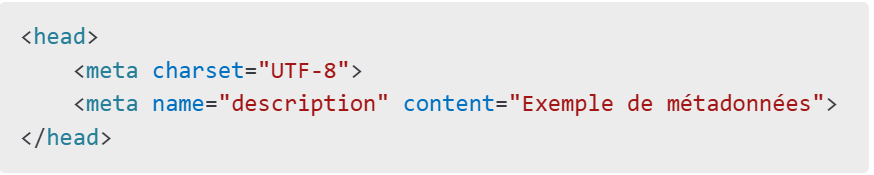 <head>
    <meta charset="UTF-8">
    <meta name="description" content="Exemple de métadonnées">
</head>